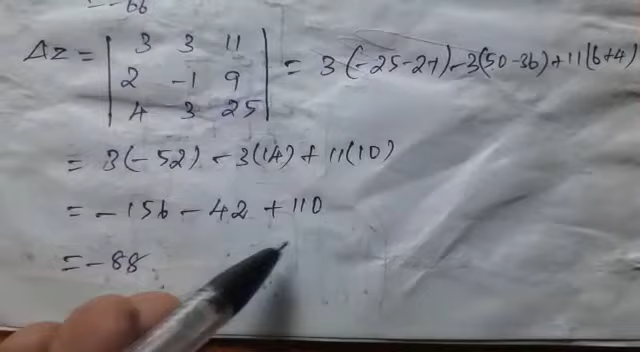 = -66
Δz = | 3 3 11 | = 3(-25-27)-3(50-36)+11(6+4)
| 2 -1 9 |
| 4 3 25 |
= 3(-52) -3(14) + 11(10)
= -156 - 42 + 110
= -88